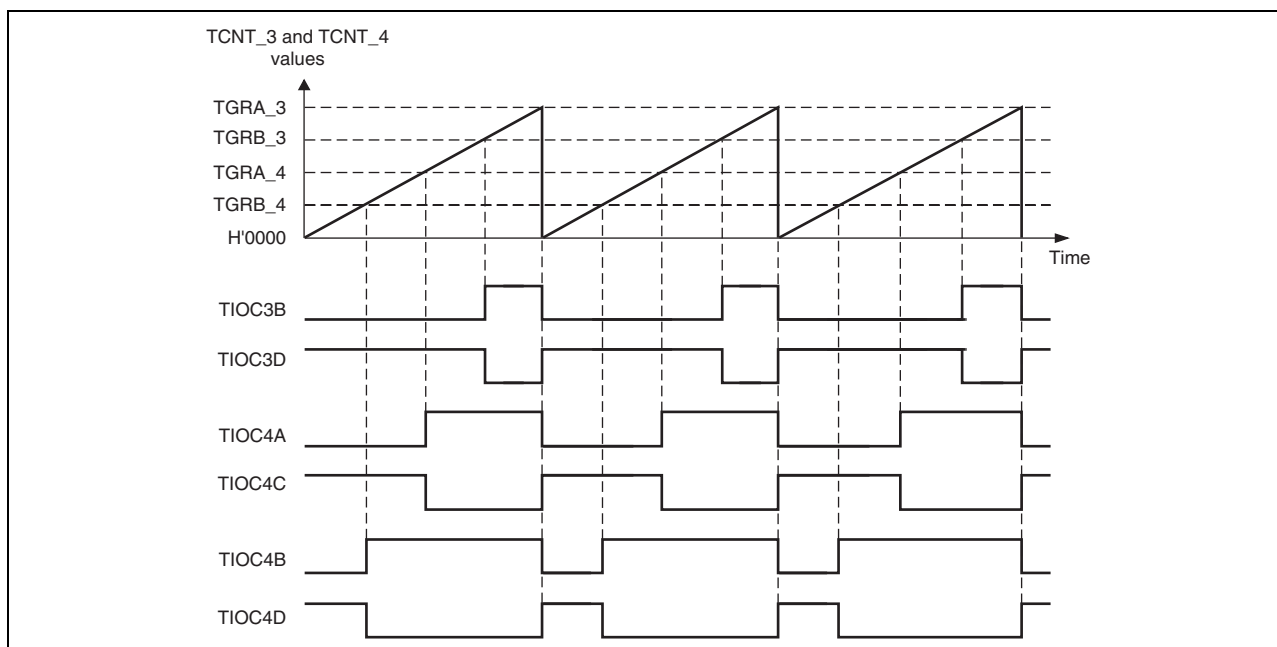 TCNT_3 and TCNT_4
values
TGRA_3
TGRB_3
TGRA_4
TGRB_4
H'0000
Time
TIOC3B
TIOC3D
TIOC4A
TIOC4C
TIOC4B
TIOC4D